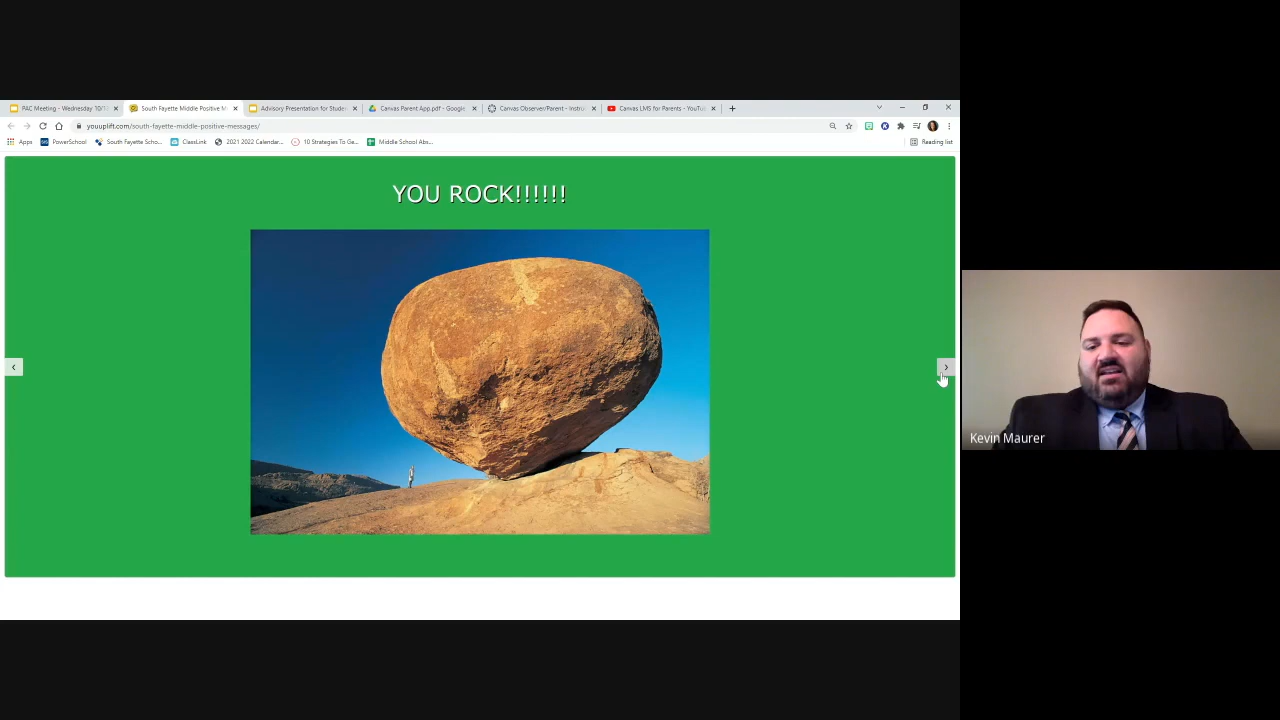 PAC Meeting - Wednesday 10/1
South Fayette Middle Positive M
Advisory Presentation for Studen
Canvas Parent App.pdf - Google
Canvas Observer/Parent - Instru
Canvas LMS for Parents - YouTu
youuplift.com/south-fayette-middle-positive-messages/
Apps
PowerSchool
South Fayette Scho...
ClassLink
2021 2022 Calendar...
10 Strategies To Ge...
Middle School Abs...
Reading list
YOU ROCK!!!!!!
Kevin Maurer